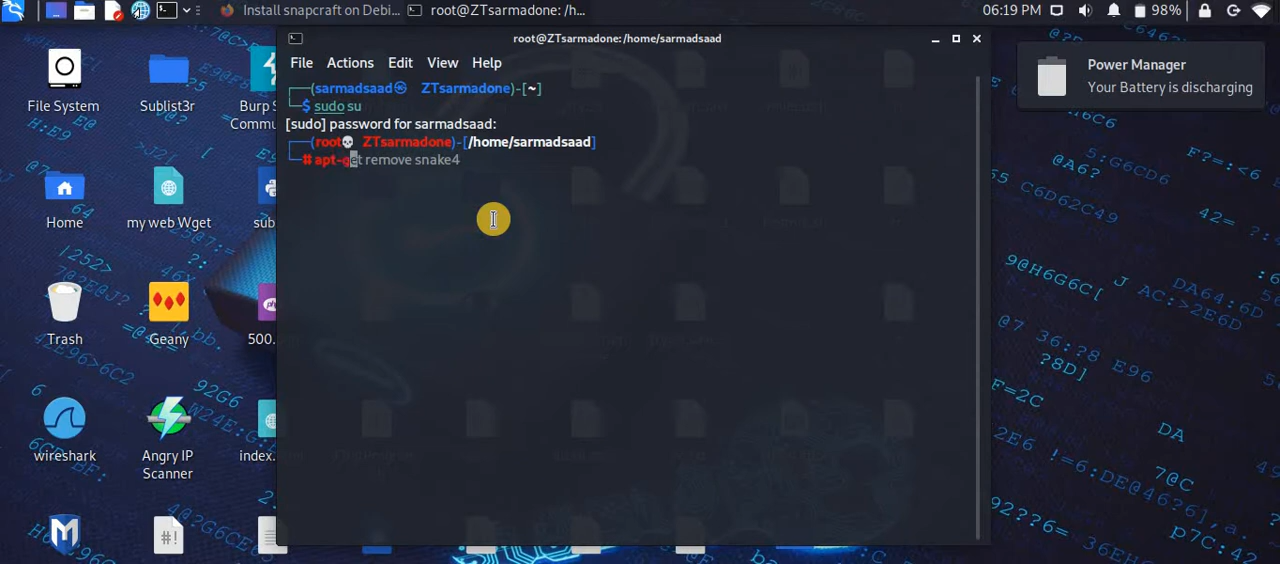 Install snapcraft on Debi...
root@ZTsarmadone: /h...
06:19 PM
98%
root@ZTsarmadone: /home/sarmadsaad
File Actions Edit View Help
┌──(sarmadsaad㉿ ZTsarmadone)-[~]
└─$ sudo su
[sudo] password for sarmadsaad:
┌──(root💀 ZTsarmadone)-[/home/sarmadsaad]
└─# apt-get remove snake4
Power Manager
Your Battery is discharging
File System
Sublist3r
Burp S
Commu
Home
my web Wget
sub
Trash
Geany
500.
wireshark
Angry IP
Scanner
index.
#!